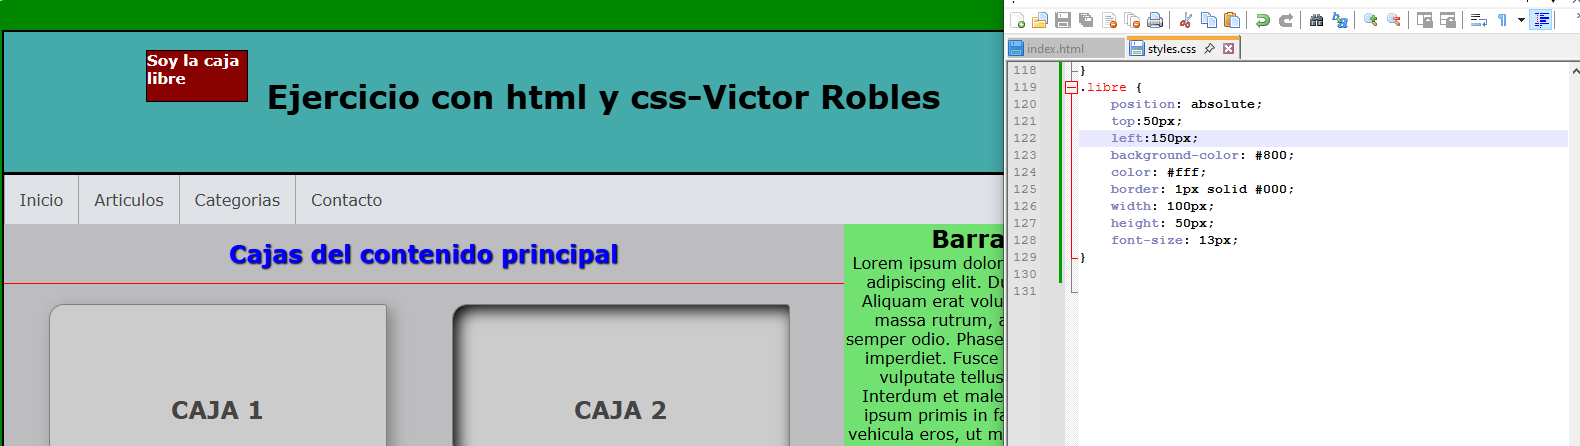 Soy la caja
libre
Ejercicio con html y css-Victor Robles
Inicio
Articulos
Categorias
Contacto
Cajas del contenido principal
CAJA 1
CAJA 2
Barra
Lorem ipsum dolor
adipiscing elit. Du
Aliquam erat volu
massa rutrum, a
semper odio. Phase
imperdiet. Fusce
vulputate tellus
Interdum et male
ipsum primis in fa
vehicula eros, ut m
index.html
styles.css
118 }
119 .libre {
120 position: absolute;
121 top:50px;
122 left:150px;
123 background-color: #800;
124 color: #fff;
125 border: 1px solid #000;
126 width: 100px;
127 height: 50px;
128 font-size: 13px;
129 }
130
131